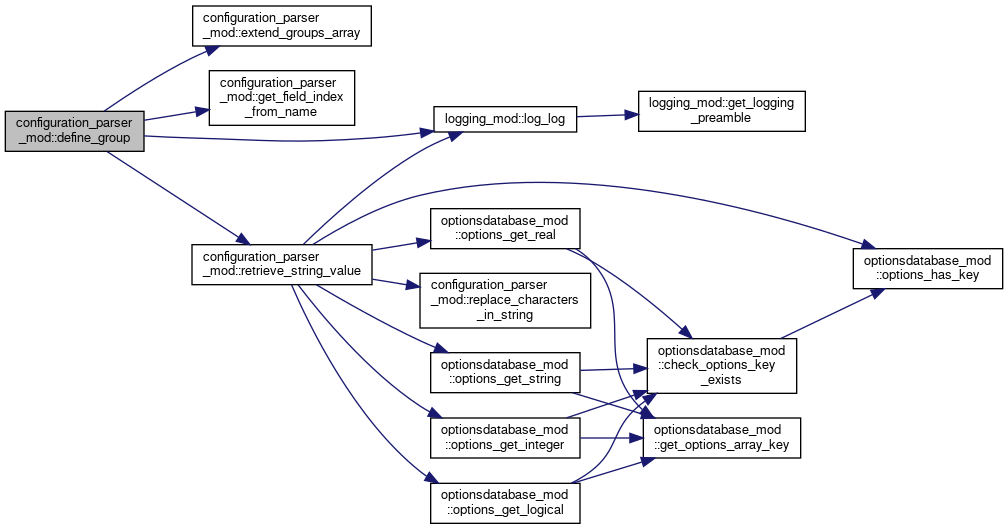 configuration_parser
_mod::define_group
configuration_parser
_mod::extend_groups_array
configuration_parser
_mod::get_field_index
_from_name
logging_mod::log_log
logging_mod::get_logging
_preamble
configuration_parser
_mod::retrieve_string_value
optionsdatabase_mod
::options_get_real
configuration_parser
_mod::replace_characters
_in_string
optionsdatabase_mod
::options_get_string
optionsdatabase_mod
::options_get_integer
optionsdatabase_mod
::options_get_logical
optionsdatabase_mod
::check_options_key
_exists
optionsdatabase_mod
::get_options_array_key
optionsdatabase_mod
::options_has_key